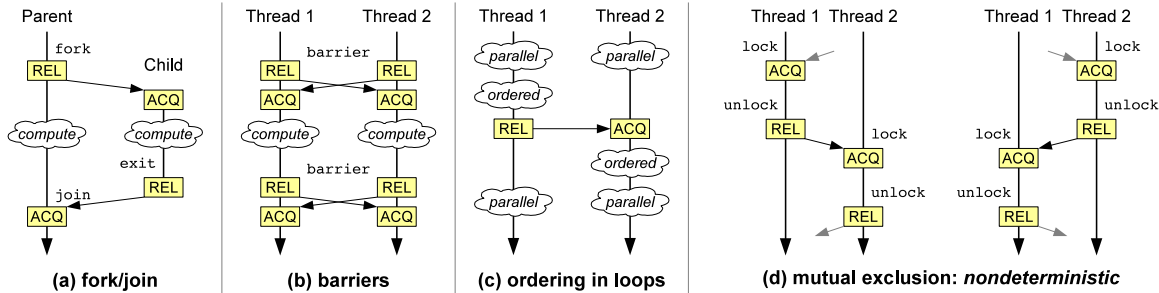 Parent
fork
REL
Child
ACQ
compute
compute
exit
REL
join
ACQ
(a) fork/join
Thread 1 Thread 2
barrier
REL REL
ACQ ACQ
compute compute
barrier
REL REL
ACQ ACQ
(b) barriers
Thread 1 Thread 2
parallel parallel
ordered
REL ACQ
ordered
parallel parallel
(c) ordering in loops
Thread 1 Thread 2
lock
ACQ
unlock
REL
lock
ACQ
unlock
REL
Thread 1 Thread 2
lock
ACQ
unlock
REL
lock
ACQ
unlock
REL
(d) mutual exclusion: nondeterministic